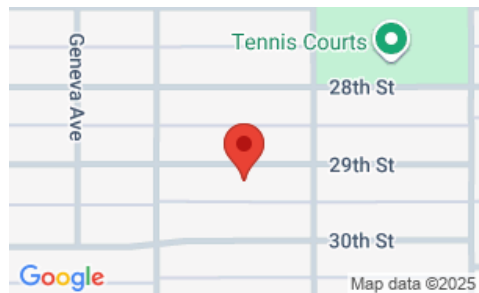 Tennis Courts
Geneva Ave
28th St
29th St
30th St
Google
Map data ©2025